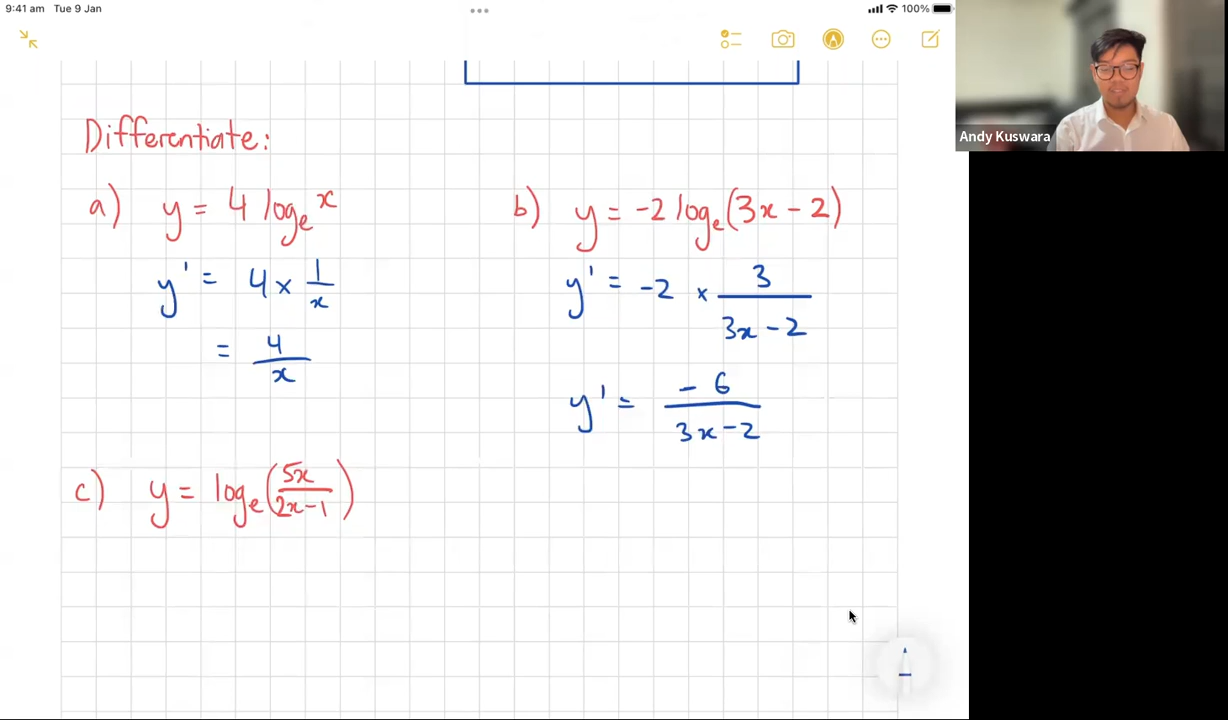 9:41 am Tue 9 Jan
100%
Andy Kuswara
Differentiate:
a) y = 4 logₑ x
y' = 4 × 1/x
= 4/x
b) y = -2 logₑ(3x - 2)
y' = -2 × 3/(3x - 2)
y' = -6/(3x - 2)
c) y = logₑ(5x/(2x - 1))